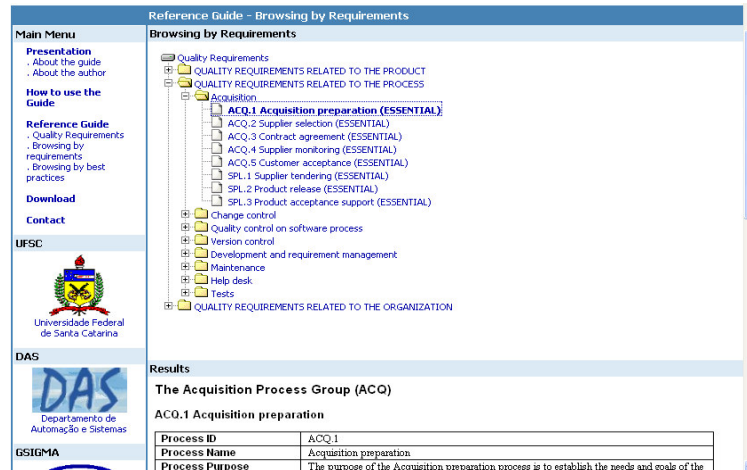 Reference Guide - Browsing by Requirements
Main Menu
Presentation
. About the guide
. About the author
How to use the
Guide
Reference Guide
. Quality Requirements
. Browsing by
requirements
. Browsing by best
practices
Download
Contact
UFSC
Universidade Federal
de Santa Catarina
DAS
DAS
Departamento de
Automação e Sistemas
GSIGMA
Browsing by Requirements
Quality Requirements
QUALITY REQUIREMENTS RELATED TO THE PRODUCT
QUALITY REQUIREMENTS RELATED TO THE PROCESS
Acquisition
ACQ.1 Acquisition preparation (ESSENTIAL)
ACQ.2 Supplier selection (ESSENTIAL)
ACQ.3 Contract agreement (ESSENTIAL)
ACQ.4 Supplier monitoring (ESSENTIAL)
ACQ.5 Customer acceptance (ESSENTIAL)
SPL.1 Supplier tendering (ESSENTIAL)
SPL.2 Product release (ESSENTIAL)
SPL.3 Product acceptance support (ESSENTIAL)
Change control
Quality control on software process
Version control
Development and requirement management
Maintenance
Help desk
Tests
QUALITY REQUIREMENTS RELATED TO THE ORGANIZATION
Results
The Acquisition Process Group (ACQ)
ACQ.1 Acquisition preparation
Process ID ACQ.1
Process Name Acquisition preparation
Process Purpose The purpose of the Acquisition preparation process is to establish the needs and goals of the